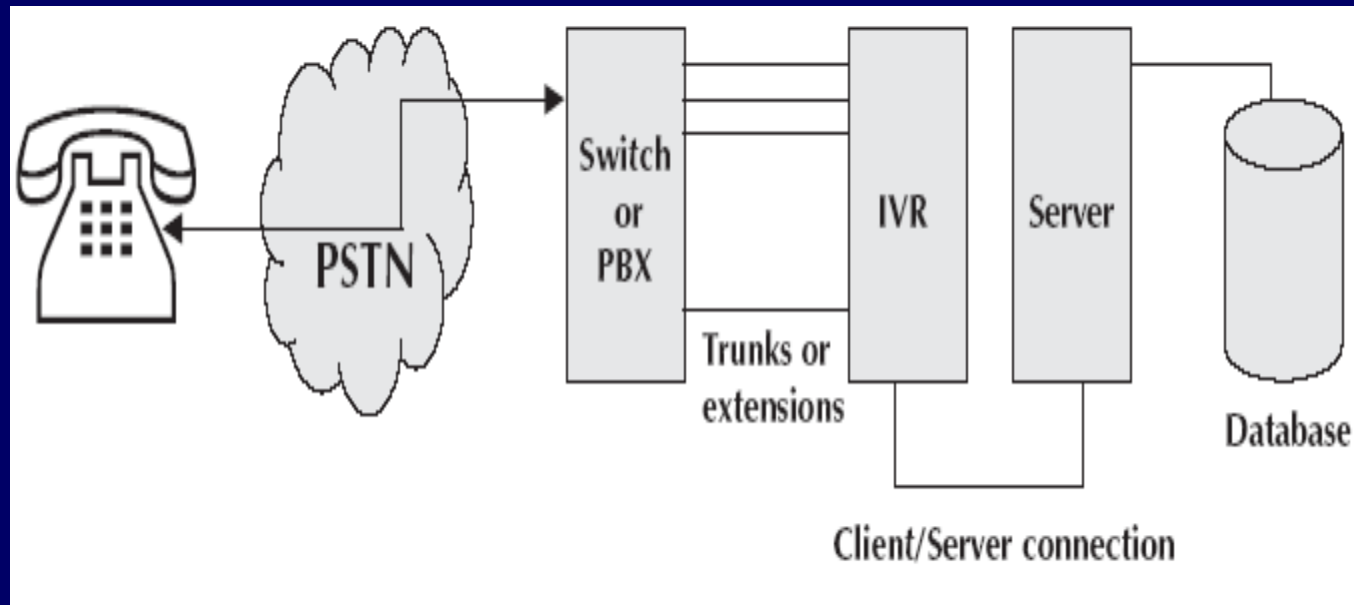 PSTN
Switch
or
PBX
Trunks or
extensions
IVR
Server
Database
Client/Server connection